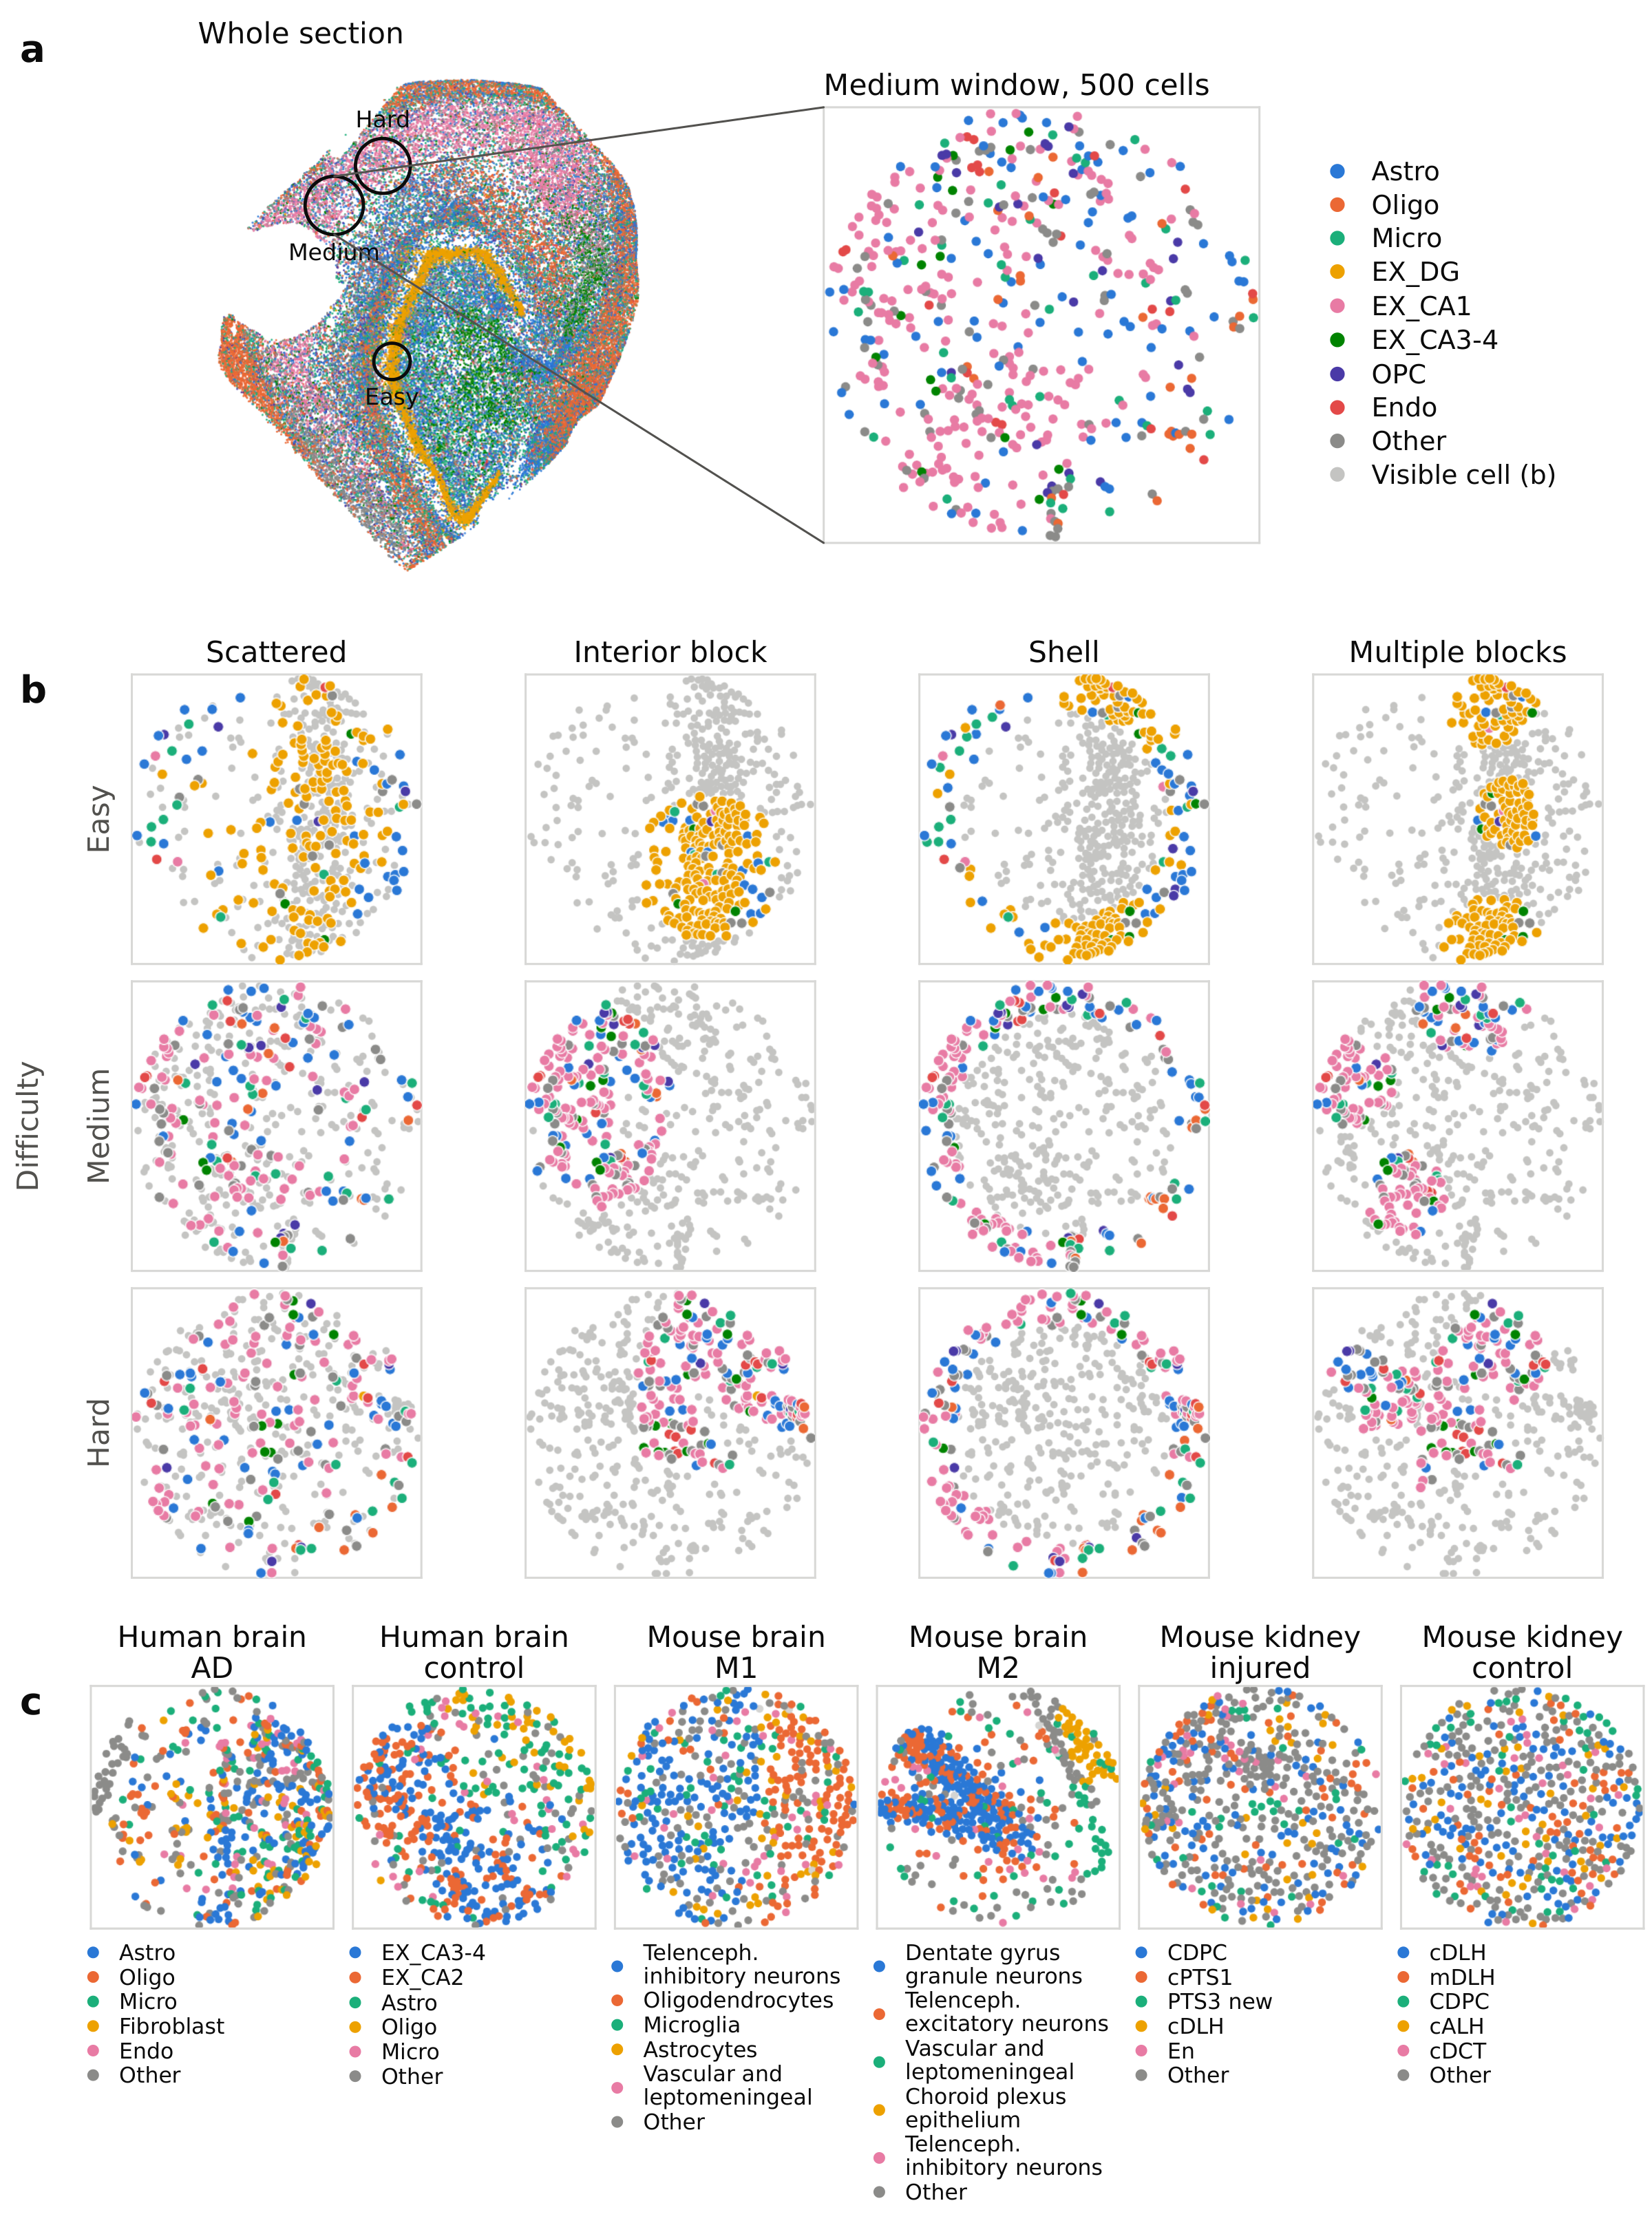 a
Whole section
Hard
Medium
Easy
Medium window, 500 cells
Astro
Oligo
Micro
EX_DG
EX_CA1
EX_CA3-4
OPC
Endo
Other
Visible cell (b)
b
Scattered
Interior block
Shell
Multiple blocks
Difficulty
Easy
Medium
Hard
c
Human brain
AD
Human brain
control
Mouse brain
M1
Mouse brain
M2
Mouse kidney
injured
Mouse kidney
control
Astro
Oligo
Micro
Fibroblast
Endo
Other
EX_CA3-4
EX_CA2
Astro
Oligo
Micro
Other
Telenceph.
inhibitory neurons
Oligodendrocytes
Microglia
Astrocytes
Vascular and
leptomeningeal
Other
Dentate gyrus
granule neurons
Telenceph.
excitatory neurons
Vascular and
leptomeningeal
Choroid plexus
epithelium
Telenceph.
inhibitory neurons
Other
CDPC
cPTS1
PTS3 new
cDLH
En
Other
cDLH
mDLH
CDPC
cALH
cDCT
Other